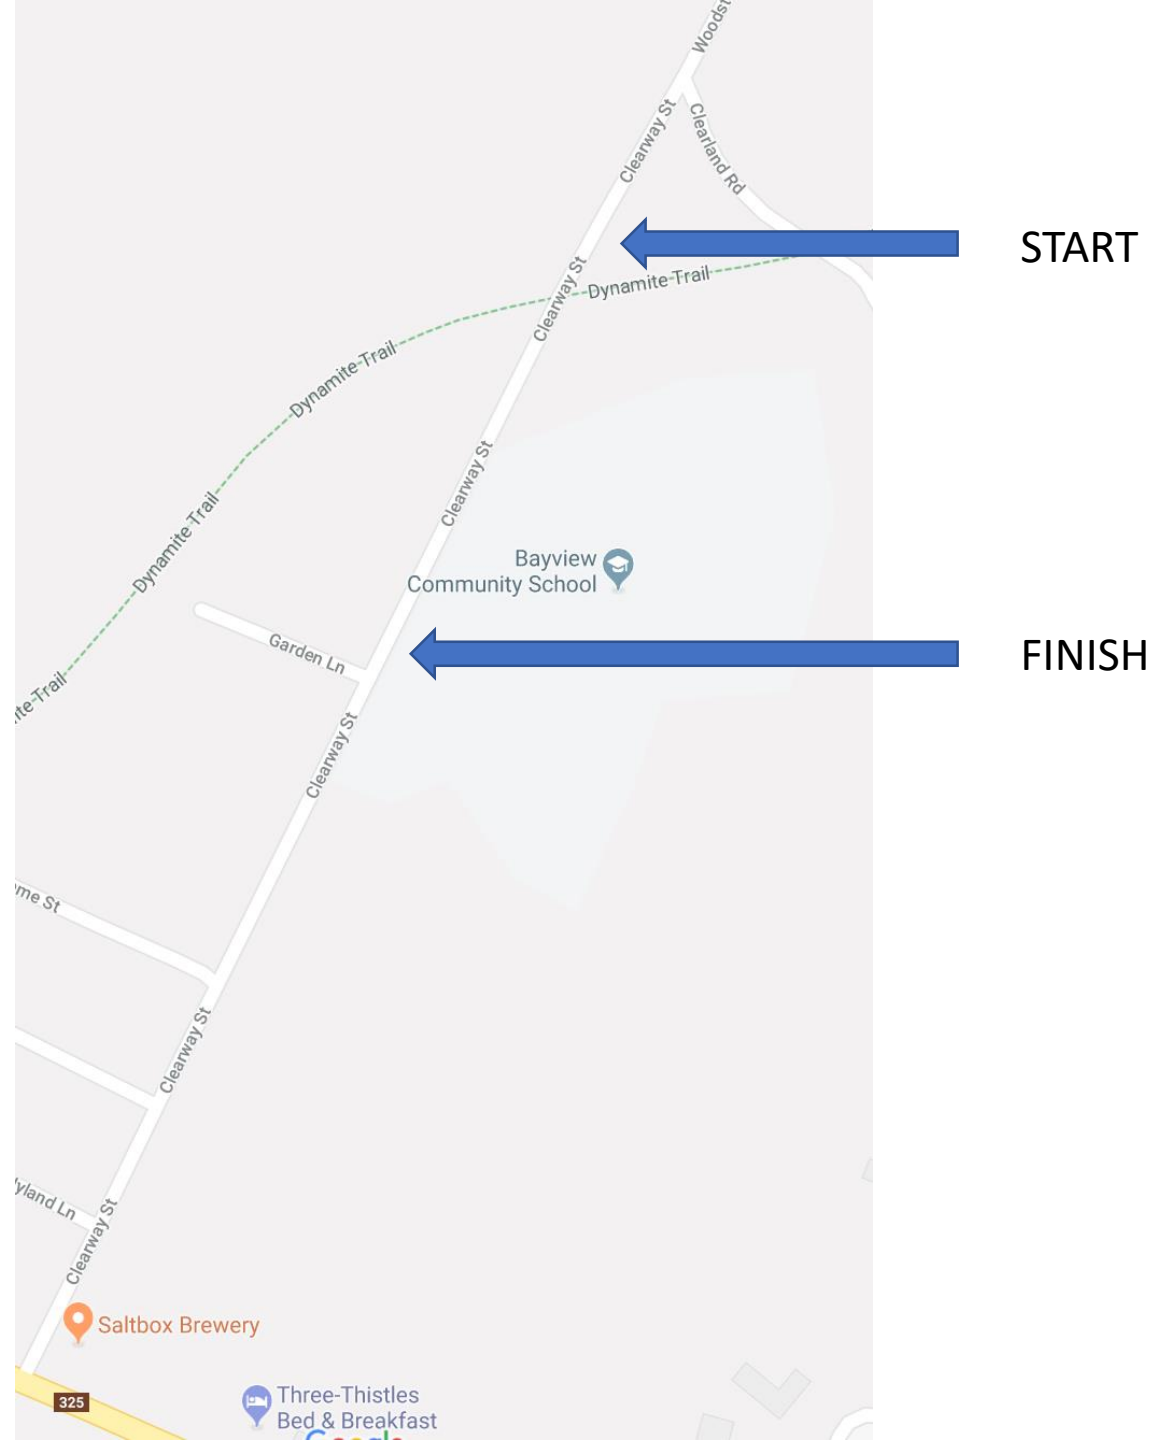 Woodst
Clearway St
Clearland Rd
START
Clearway St
Dynamite Trail
Dynamite Trail
Clearway St
Dynamite Trail
Bayview
Community School
Garden Ln
FINISH
ite Trail
Clearway St
ome St
Clearway St
yland Ln
Clearway St
Saltbox Brewery
325
Three-Thistles
Bed & Breakfast
Google